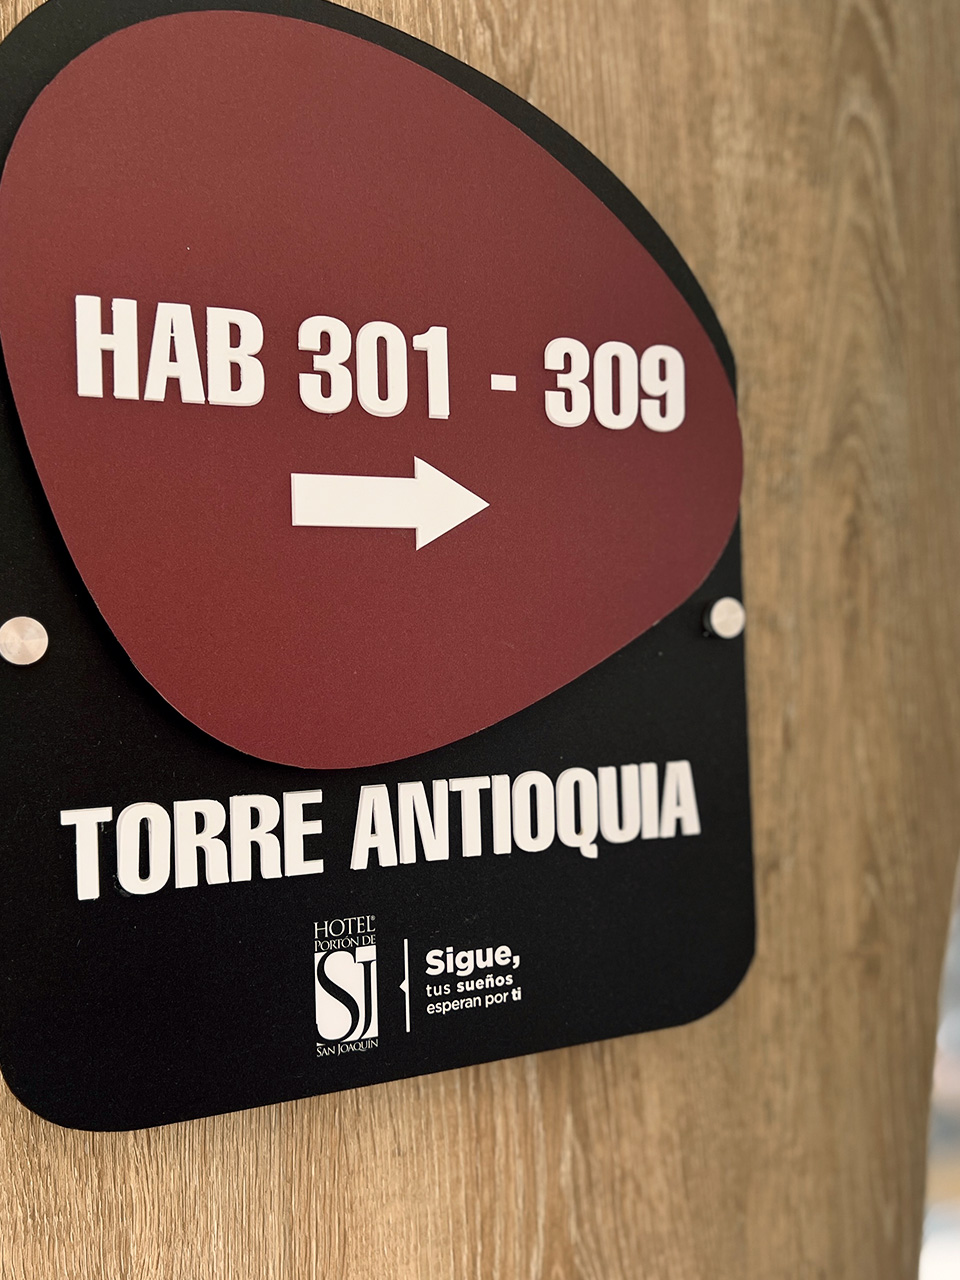 HAB 301 - 309
TORRE ANTIOQUIA
HOTEL®
PORTÓN DE
SJ
SAN JOAQUÍN
Sigue,
tus sueños
esperan por ti